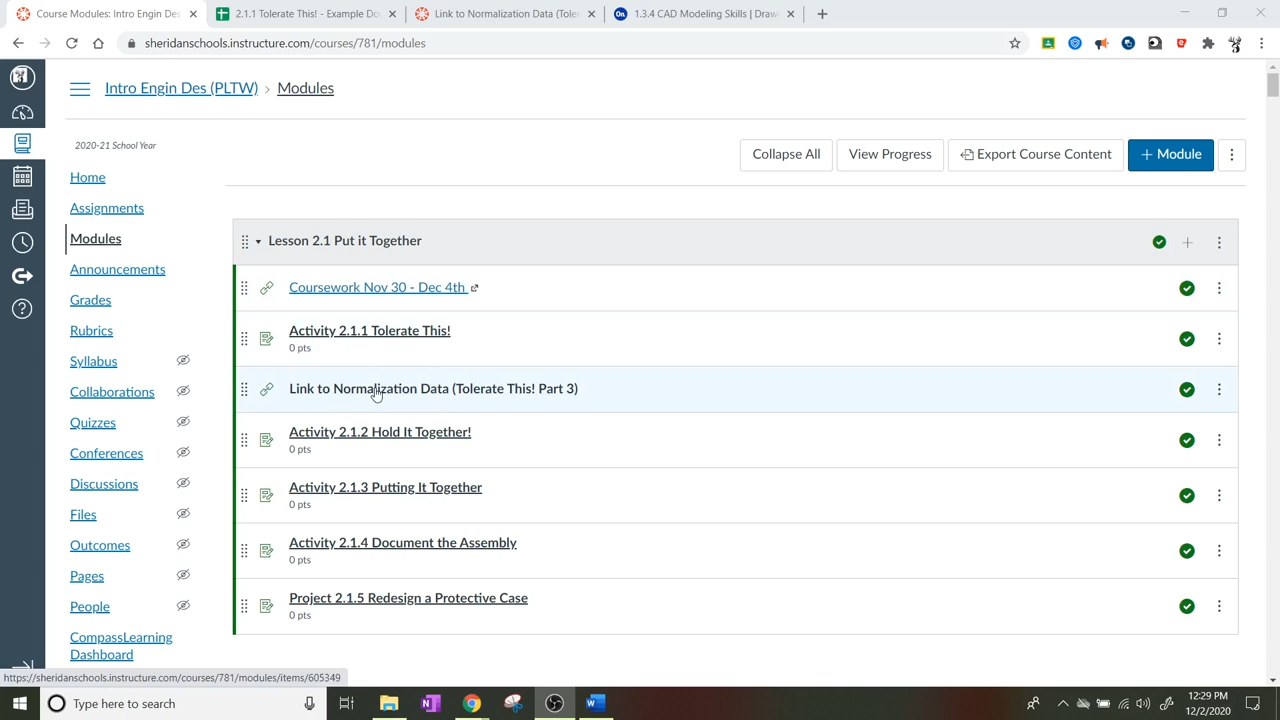 Course Modules: Intro Engin Des
2.1.1 Tolerate This! - Example Do
Link to Normalization Data (Toler
1.3.4 CAD Modeling Skills | Draw
sheridanschools.instructure.com/courses/781/modules
Intro Engin Des (PLTW) › Modules
2020-21 School Year
Collapse All
View Progress
Export Course Content
+ Module
Home
Assignments
Modules
Announcements
Grades
Rubrics
Syllabus
Collaborations
Quizzes
Conferences
Discussions
Files
Outcomes
Pages
People
CompassLearning
Dashboard
Lesson 2.1 Put it Together
Coursework Nov 30 - Dec 4th
Activity 2.1.1 Tolerate This!
0 pts
Link to Normalization Data (Tolerate This! Part 3)
Activity 2.1.2 Hold It Together!
0 pts
Activity 2.1.3 Putting It Together
0 pts
Activity 2.1.4 Document the Assembly
0 pts
Project 2.1.5 Redesign a Protective Case
0 pts
https://sheridanschools.instructure.com/courses/781/modules/items/605349
Type here to search
12:29 PM
12/2/2020